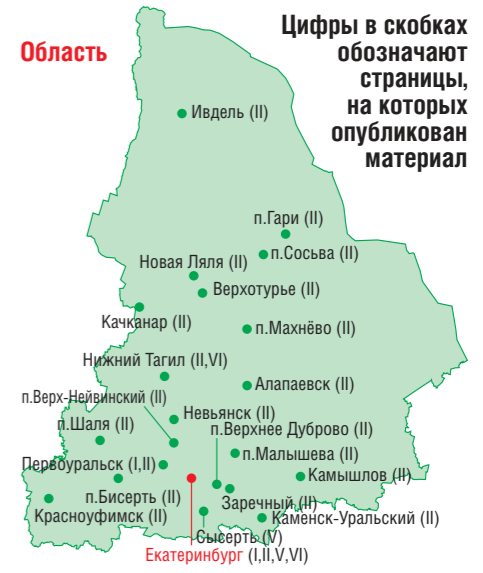 Область
Цифры в скобках
обозначают
страницы,
на которых
опубликован
материал
Ивдель (II)
п.Гари (II)
п.Сосьва (II)
Новая Ляля (II)
Верхотурье (II)
Качканар (II)
п.Махнёво (II)
Нижний Тагил (II,VI)
Алапаевск (II)
п.Верх-Нейвинский (II)
Невьянск (II)
п.Шаля (II)
п.Верхнее Дуброво (II)
п.Малышева (II)
Первоуральск (I,II)
Камышлов (II)
п.Бисерть (II)
Заречный (II)
Красноуфимск (II)
Каменск-Уральский (II)
Сысерть (V)
Екатеринбург (I,II,V,VI)